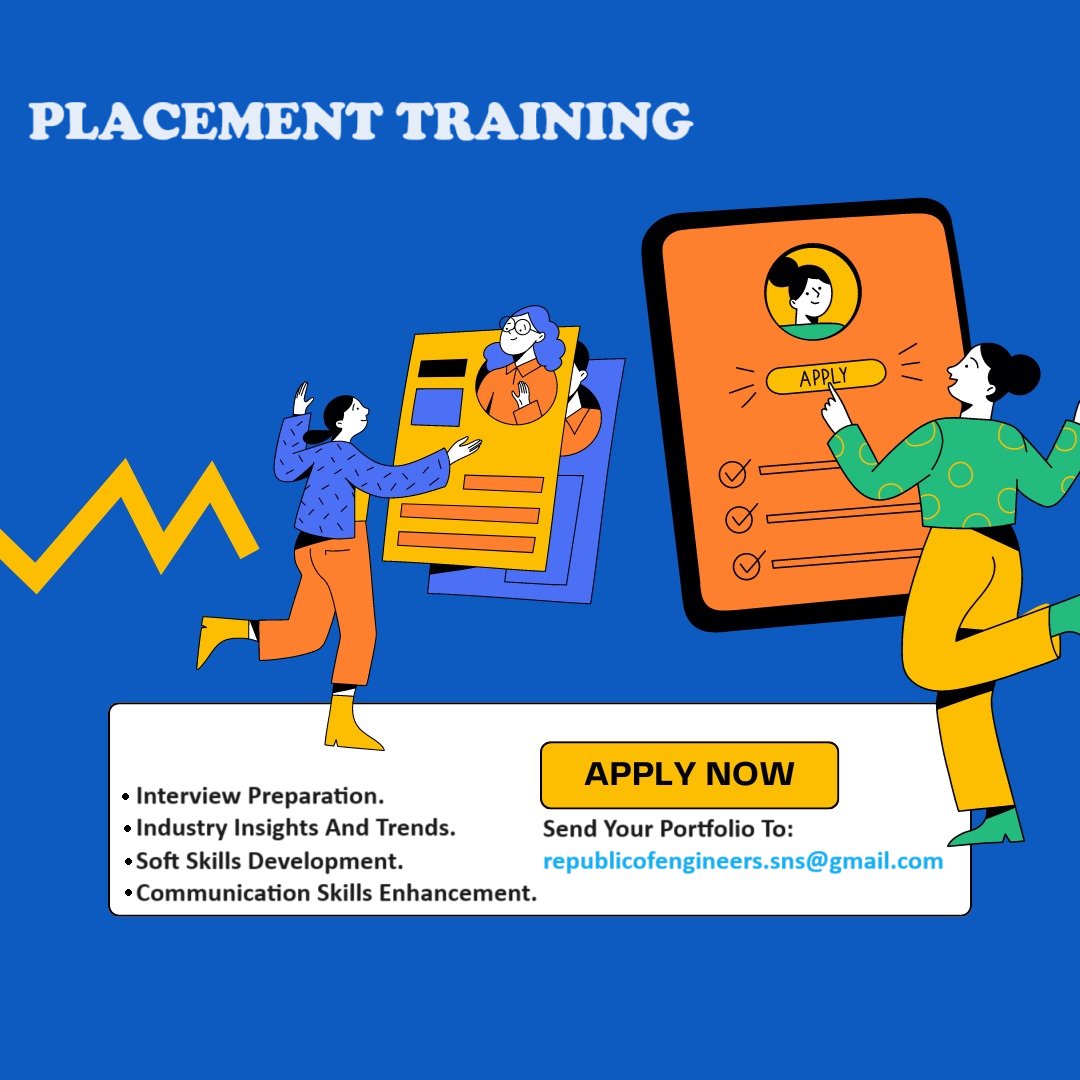 PLACEMENT TRAINING
APPLY
APPLY NOW
• Interview Preparation.
• Industry Insights And Trends.
• Soft Skills Development.
• Communication Skills Enhancement.
Send Your Portfolio To:
republicofengineers.sns@gmail.com